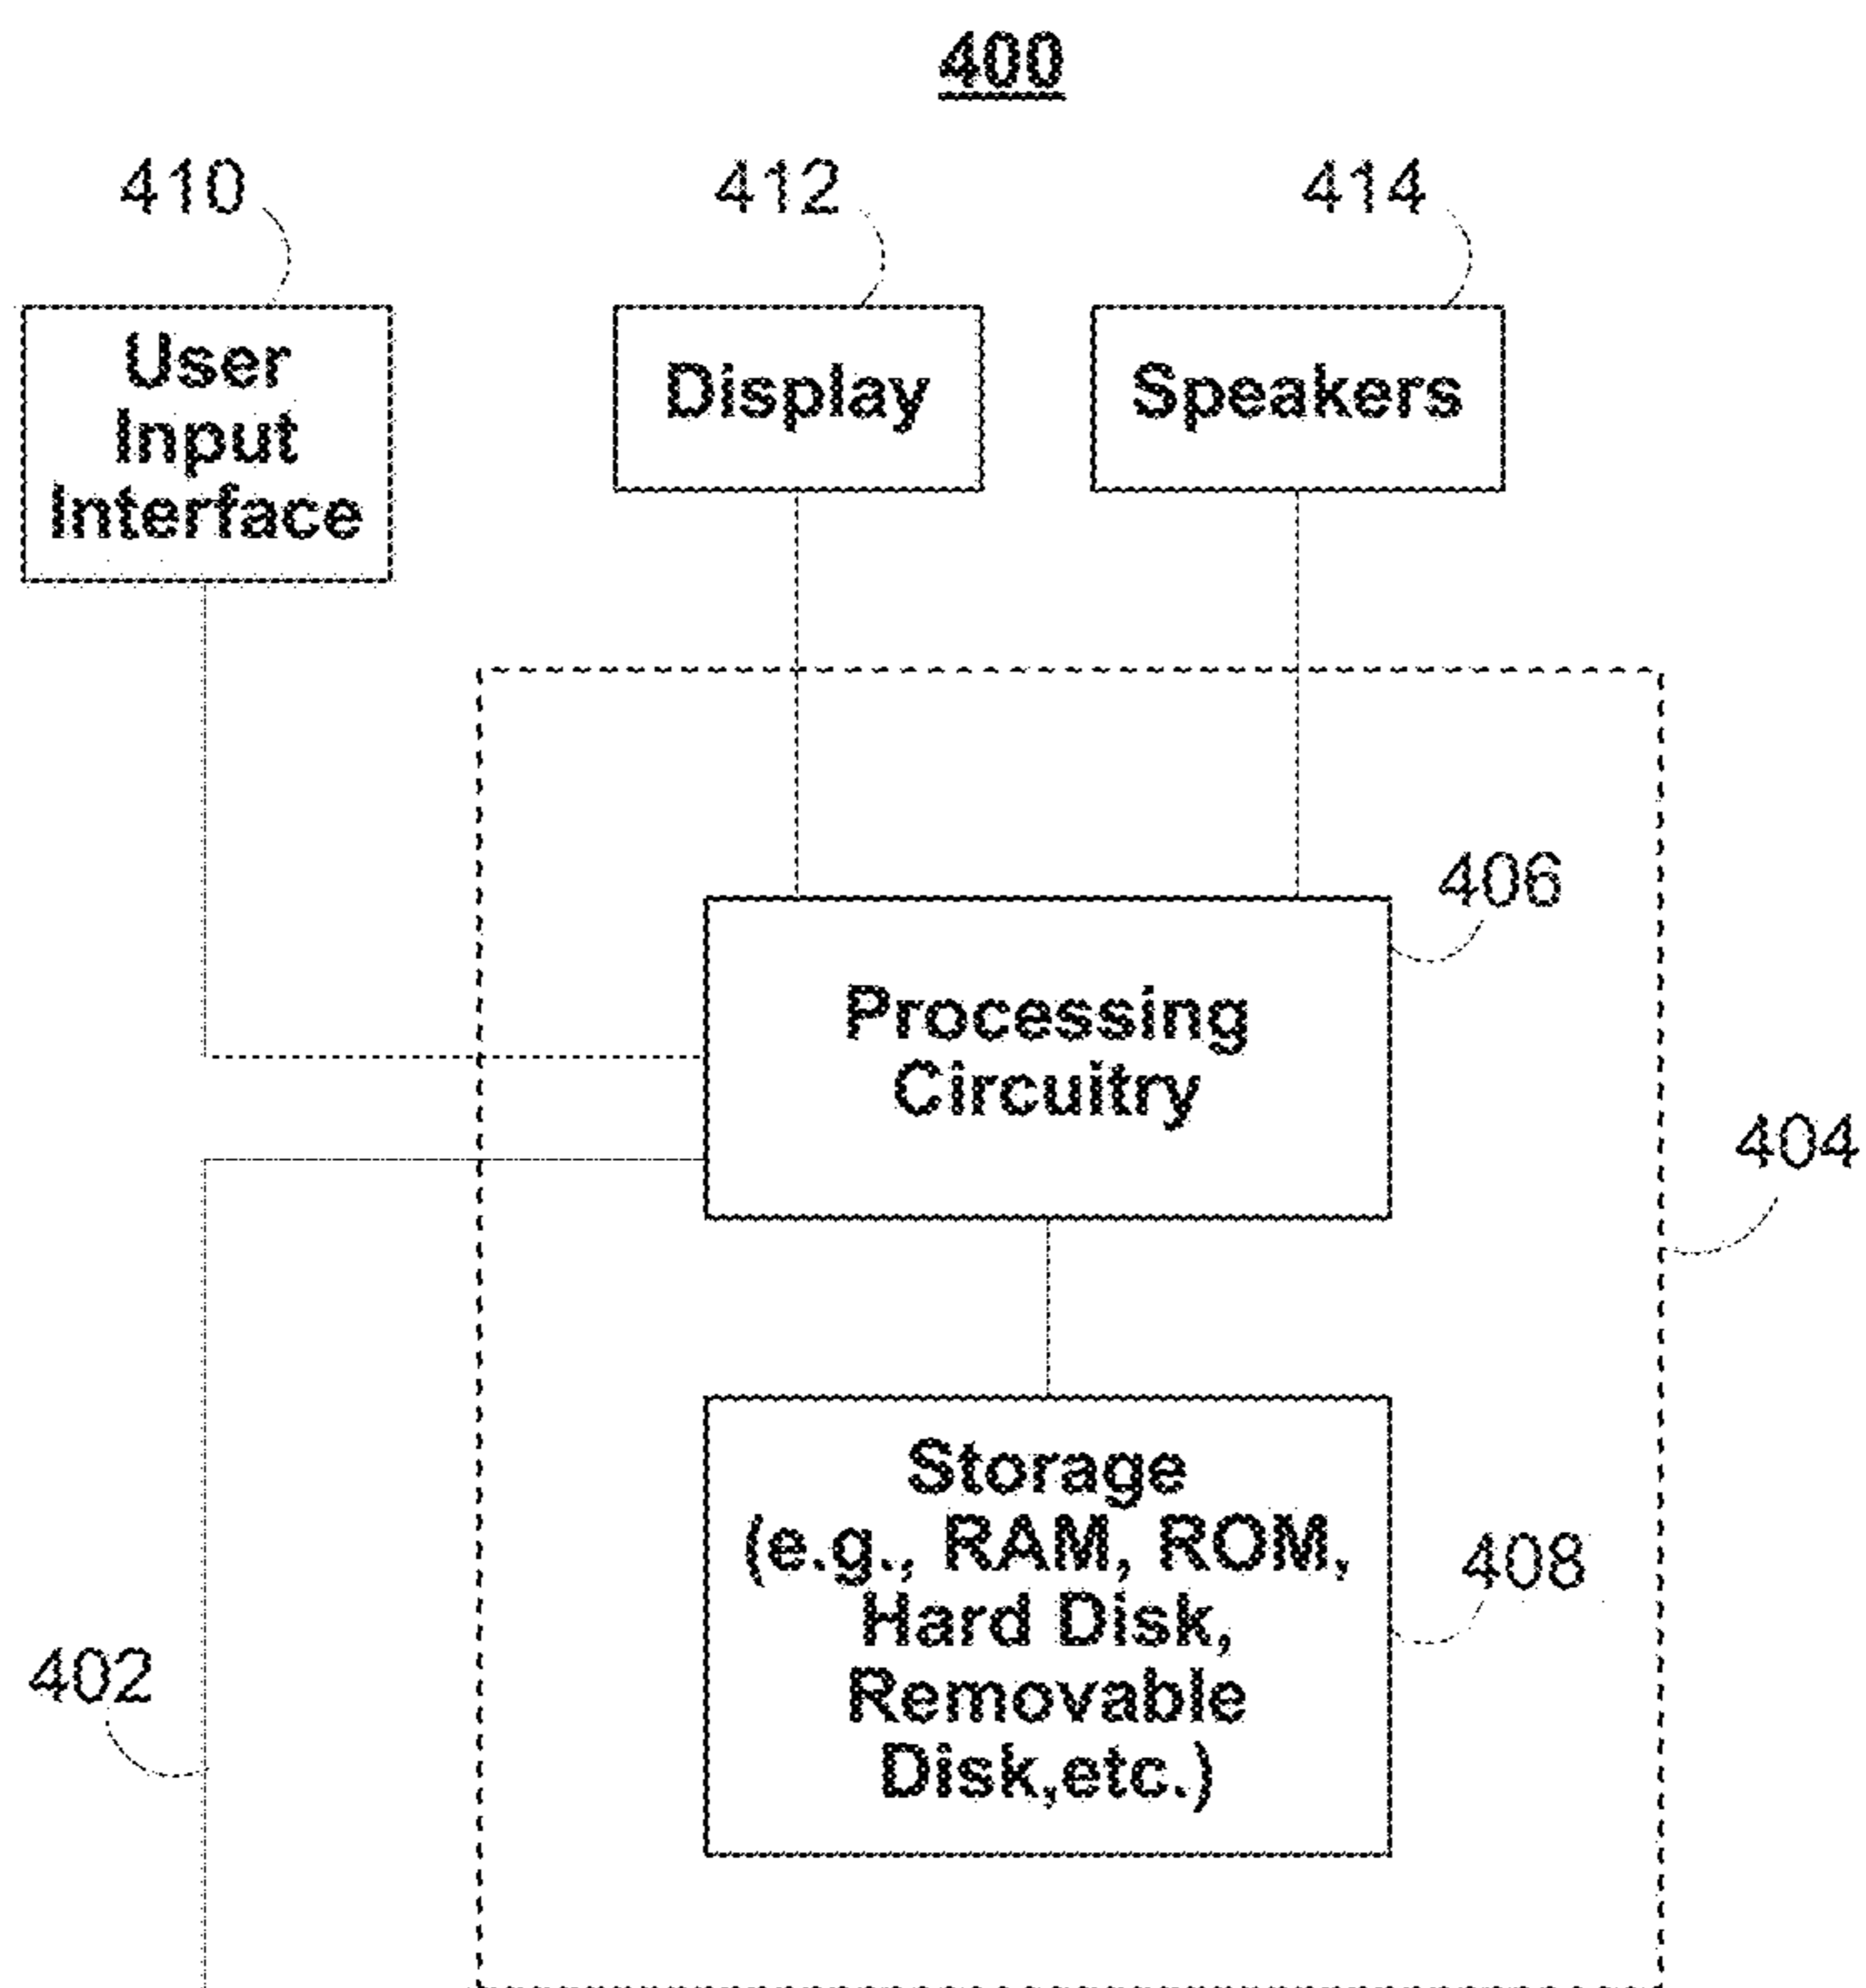 400
410
412
414
User
Input
Interface
Display
Speakers
406
Processing
Circuitry
404
Storage
(e.g., RAM, ROM,
Hard Disk,
Removable
Disk,etc.)
408
402